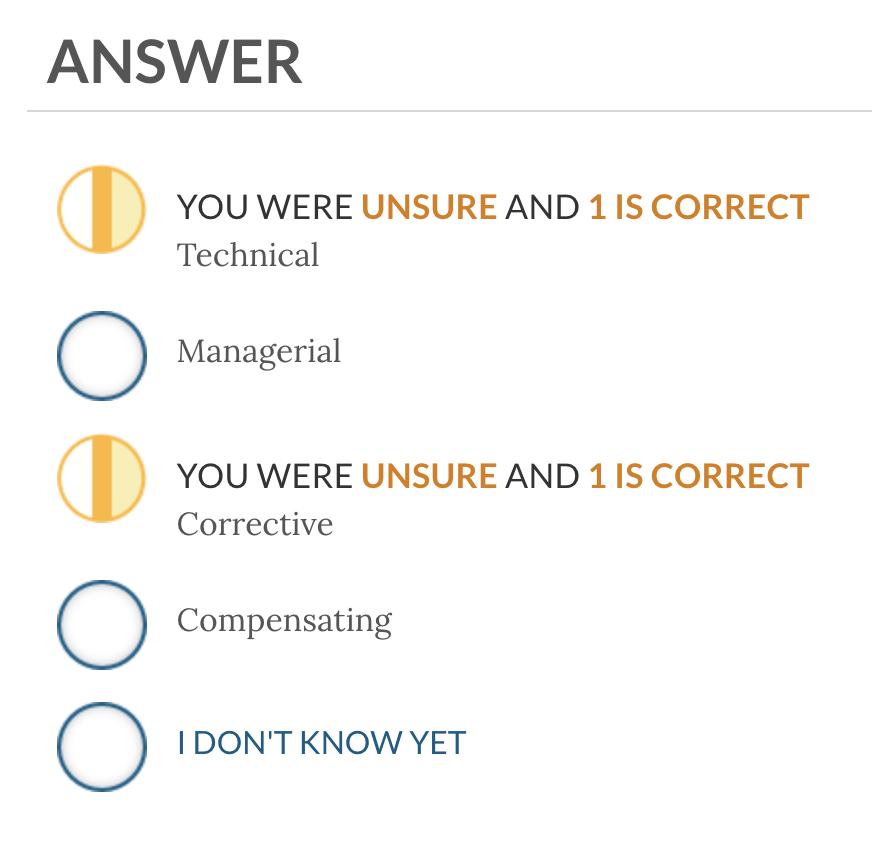 ANSWER
YOU WERE UNSURE AND 1 IS CORRECT
Technical
Managerial
YOU WERE UNSURE AND 1 IS CORRECT
Corrective
Compensating
I DON'T KNOW YET